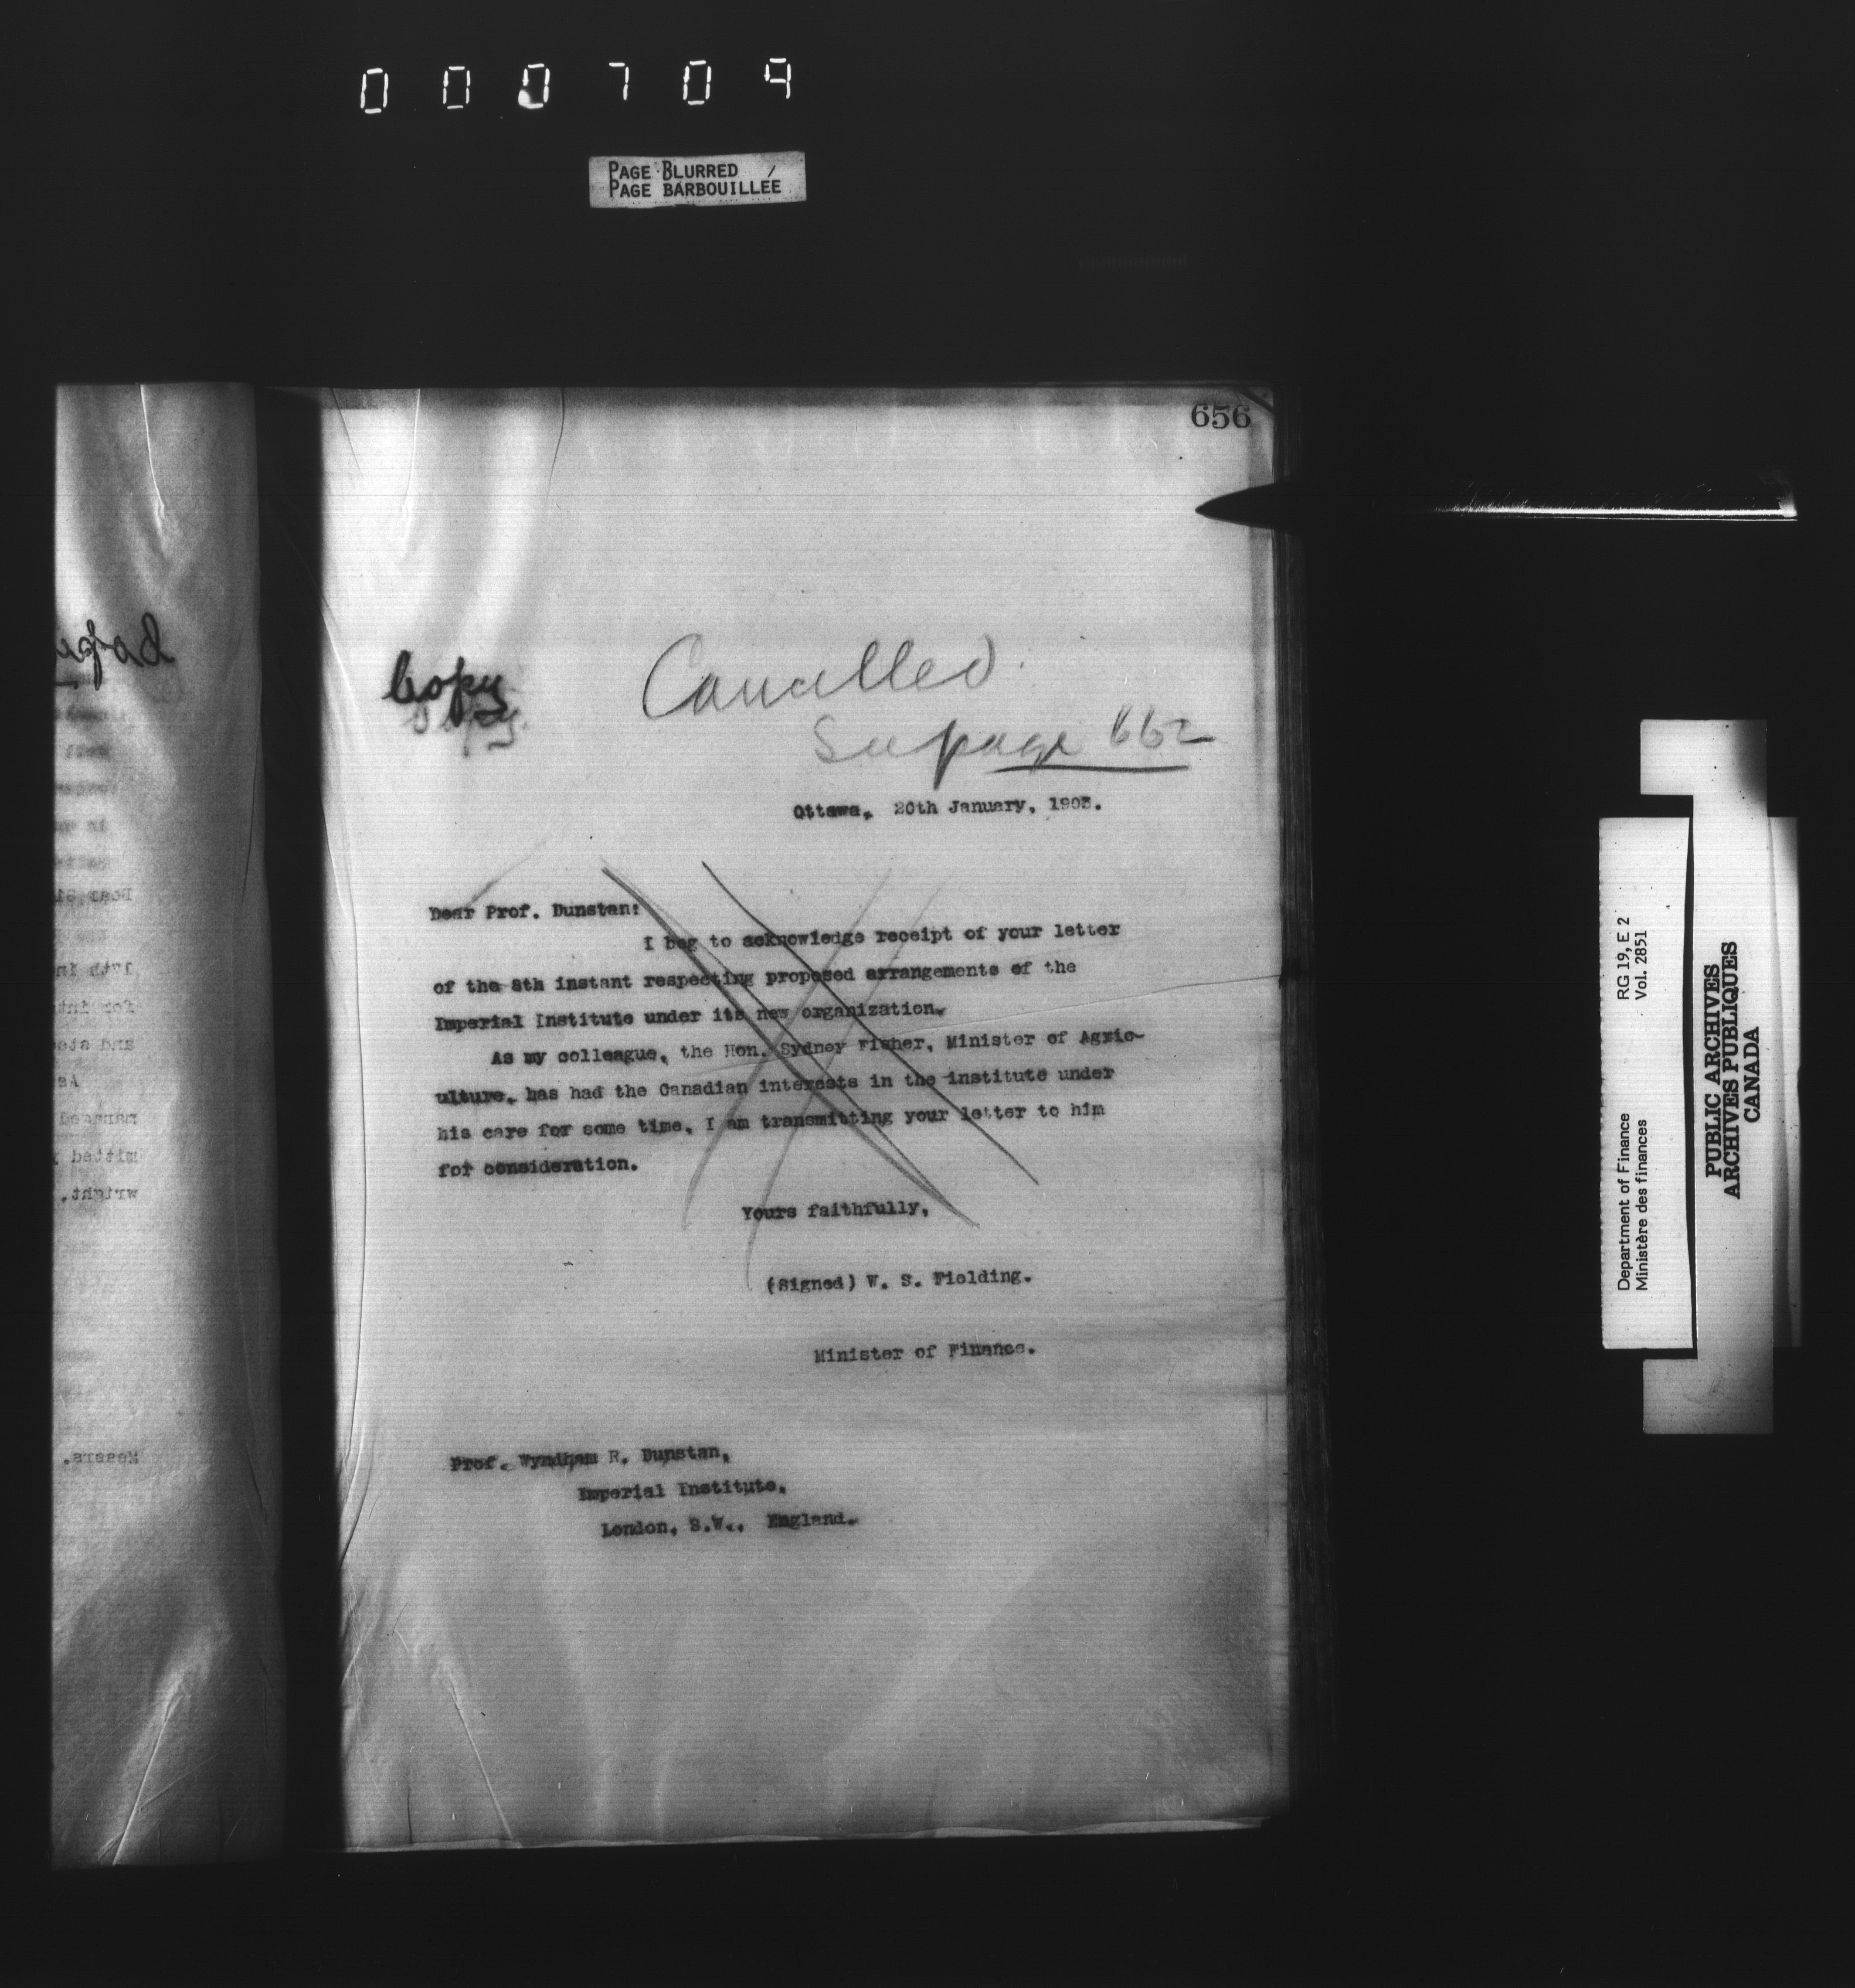 000709
PAGE BLURRED
PAGE BARBOUILLÉE
656
Copy
Cancelled.
See page 662
Ottawa, 20th January, 1903.
Dear Prof. Dunstan:
I beg to acknowledge receipt of your letter
of the 8th instant respecting proposed arrangements of the
Imperial Institute under its new organization.
As my colleague, the Hon. Sydney Fisher, Minister of Agric-
ulture, has had the Canadian interests in the institute under
his care for some time, I am transmitting your letter to him
for consideration.
Yours faithfully,
(Signed) W. S. Fielding.
Minister of Finance.
Prof. Wyndham R. Dunstan,
Imperial Institute,
London, S.W., England.
Department of Finance
Ministère des finances
RG 19, E 2
Vol. 2851
PUBLIC ARCHIVES
ARCHIVES PUBLIQUES
CANADA